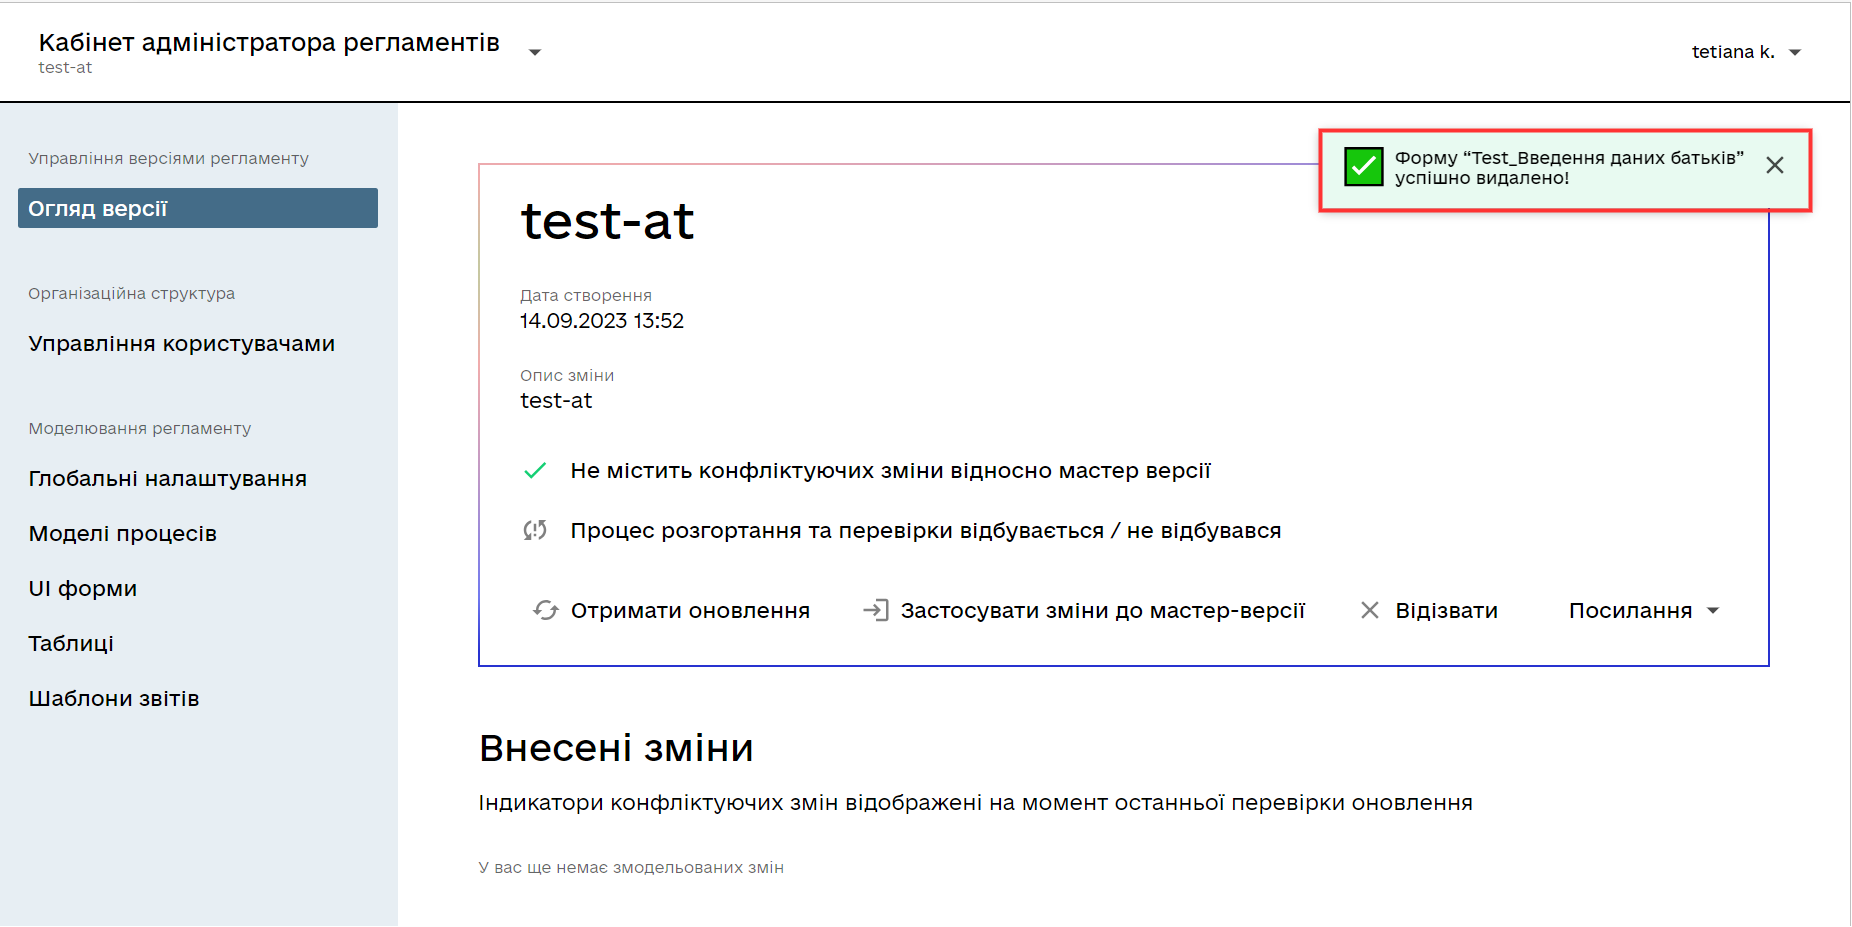 Кабінет адміністратора регламентів
test-at
tetiana k.
Управління версіями регламенту
Огляд версії
Організаційна структура
Управління користувачами
Моделювання регламенту
Глобальні налаштування
Моделі процесів
UI форми
Таблиці
Шаблони звітів
Форму “Test_Введення даних батьків”
успішно видалено!
test-at
Дата створення
14.09.2023 13:52
Опис зміни
test-at
Не містить конфліктуючих зміни відносно мастер версії
Процес розгортання та перевірки відбувається / не відбувався
Отримати оновлення
Застосувати зміни до мастер-версії
Відізвати
Посилання
Внесені зміни
Індикатори конфліктуючих змін відображені на момент останньої перевірки оновлення
У вас ще немає змодельованих змін